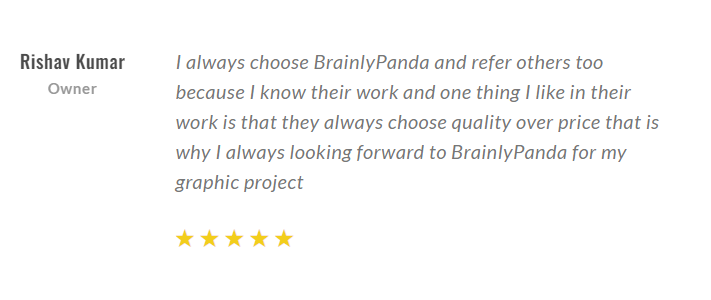 Rishav Kumar
Owner
I always choose BrainlyPanda and refer others too
because I know their work and one thing I like in their
work is that they always choose quality over price that is
why I always looking forward to BrainlyPanda for my
graphic project